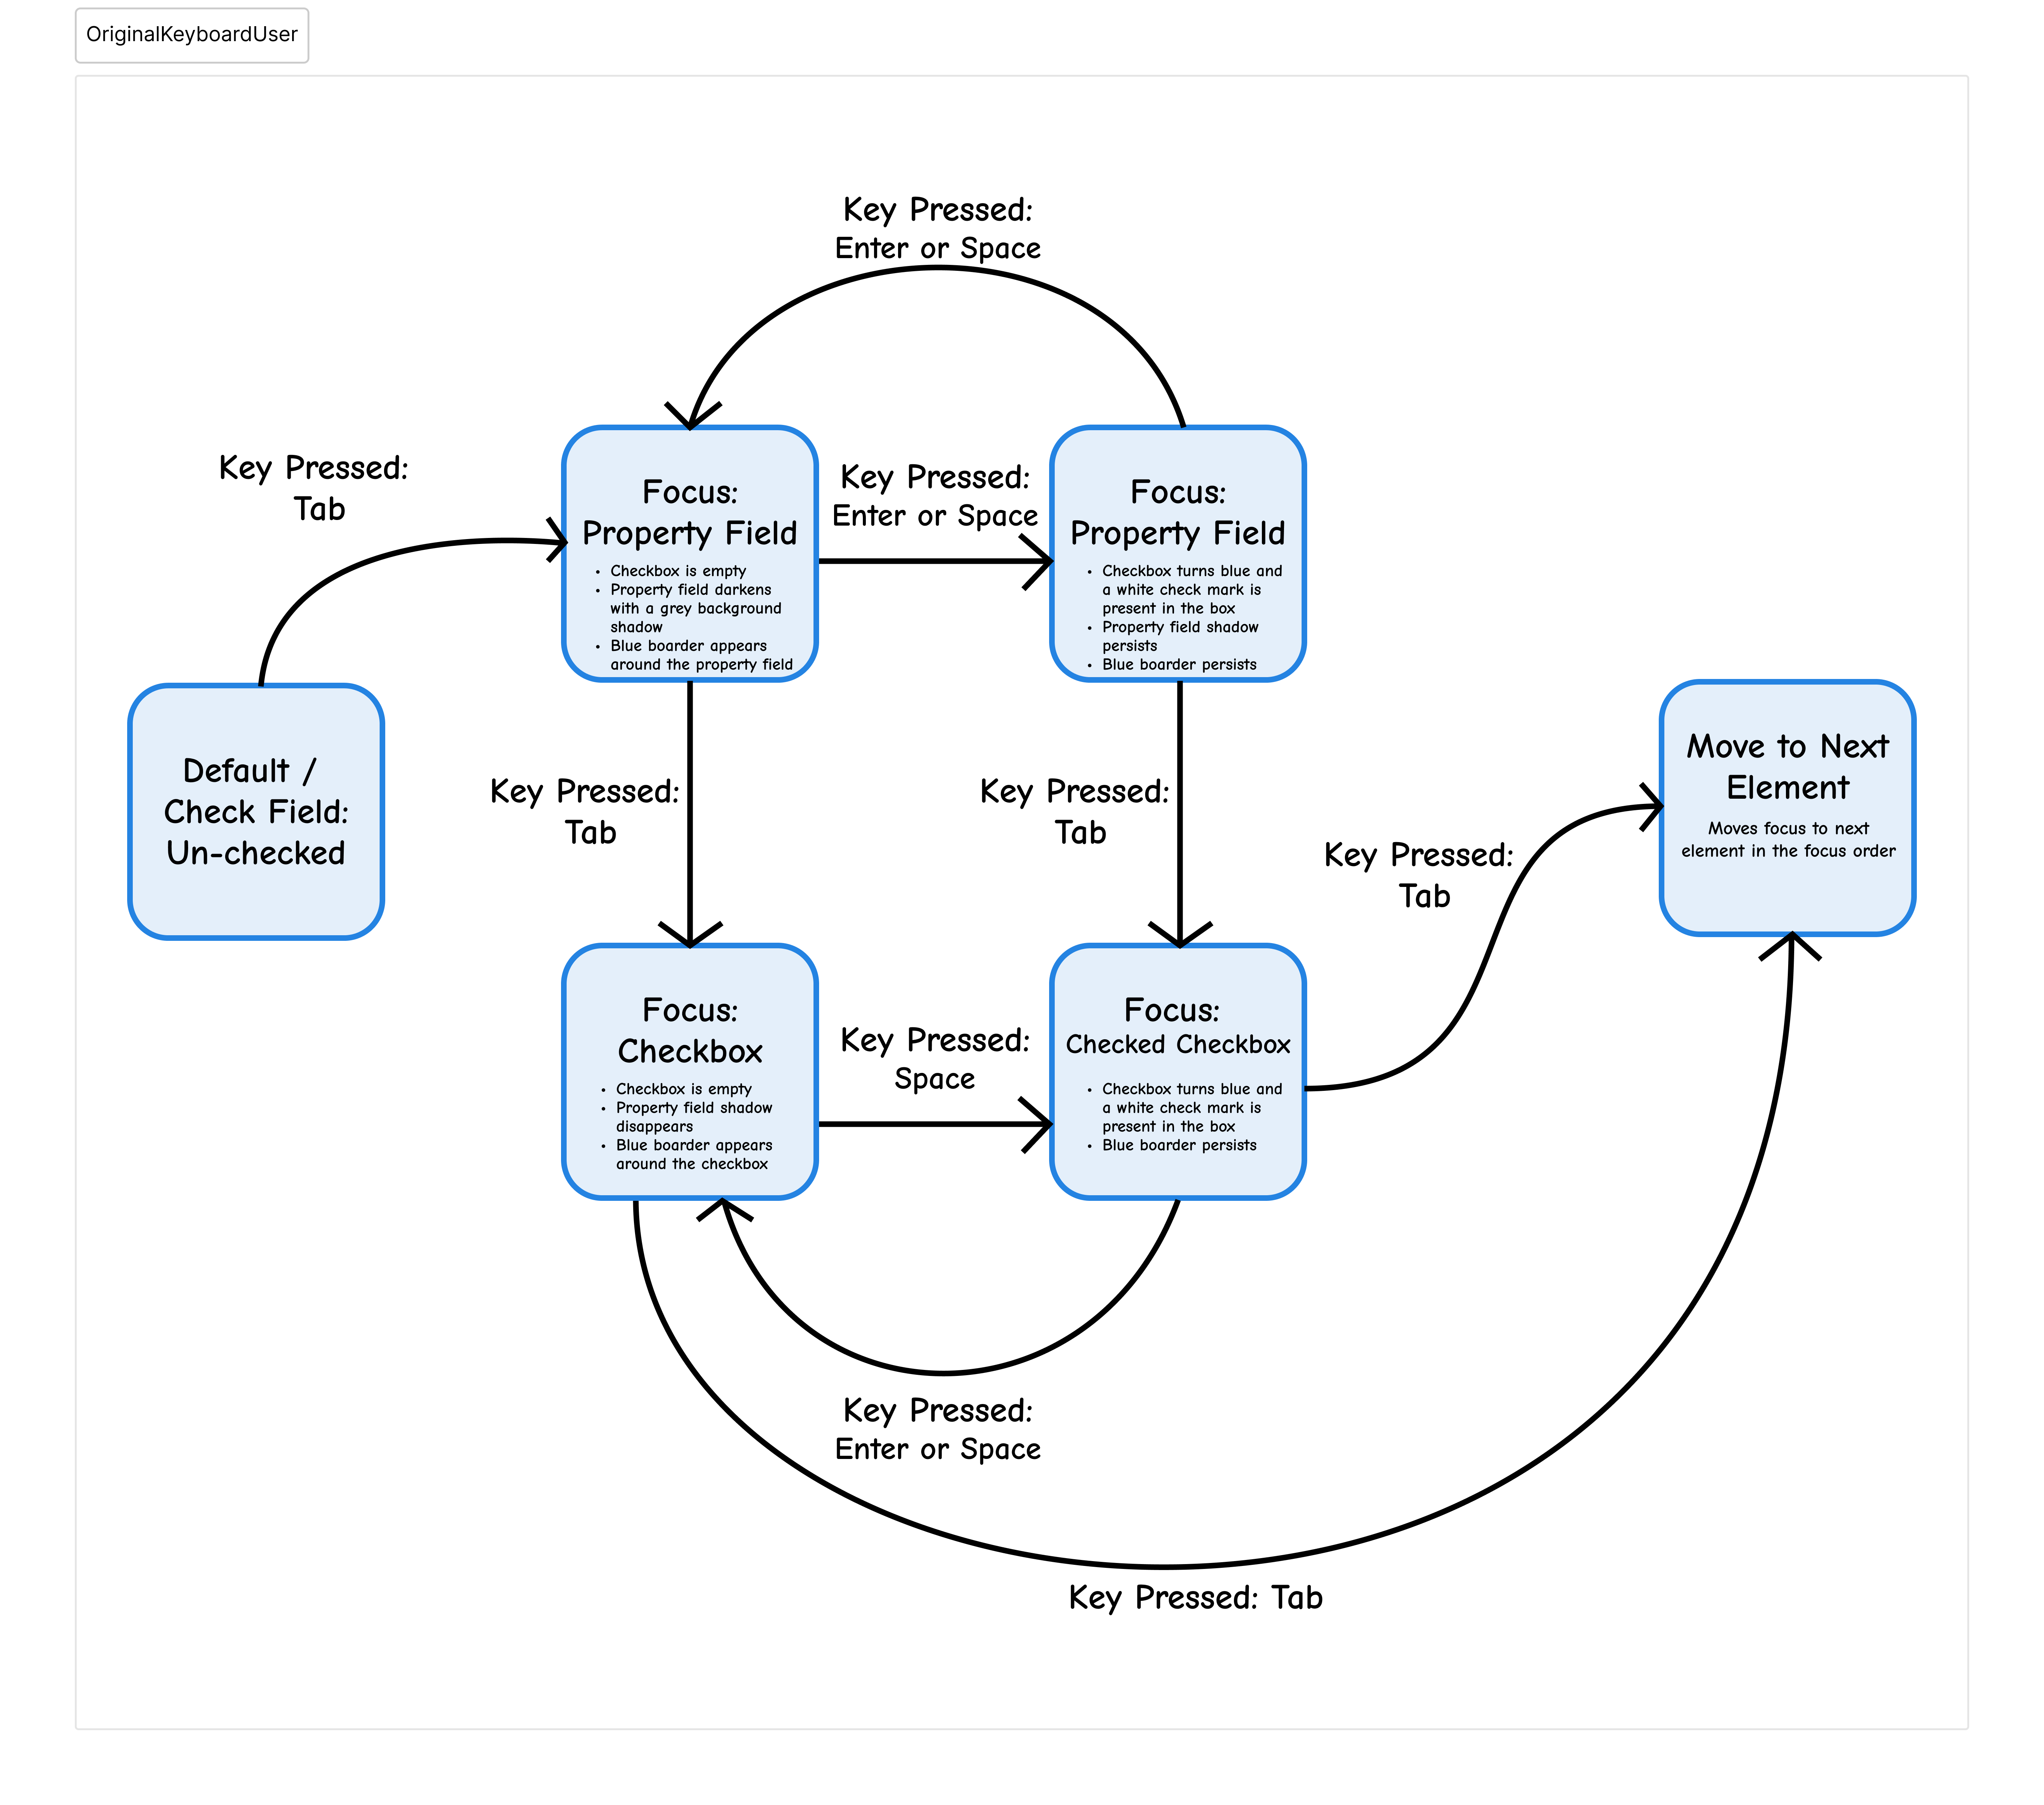 OriginalKeyboardUser
Key Pressed:
Enter or Space
Key Pressed:
Tab
Focus:
Property Field
• Checkbox is empty
• Property field darkens
with a grey background
shadow
• Blue boarder appears
around the property field
Key Pressed:
Enter or Space
Focus:
Property Field
• Checkbox turns blue and
a white check mark is
present in the box
• Property field shadow
persists
• Blue boarder persists
Default /
Check Field:
Un-checked
Key Pressed:
Tab
Key Pressed:
Tab
Key Pressed:
Tab
Move to Next
Element
Moves focus to next
element in the focus order
Focus:
Checkbox
• Checkbox is empty
• Property field shadow
disappears
• Blue boarder appears
around the checkbox
Key Pressed:
Space
Focus:
Checked Checkbox
• Checkbox turns blue and
a white check mark is
present in the box
• Blue boarder persists
Key Pressed:
Enter or Space
Key Pressed: Tab